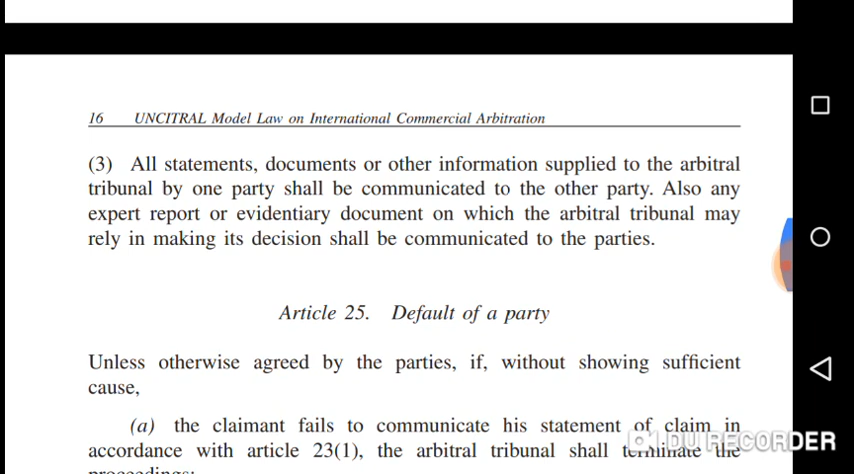 16 UNCITRAL Model Law on International Commercial Arbitration
(3) All statements, documents or other information supplied to the arbitral
tribunal by one party shall be communicated to the other party. Also any
expert report or evidentiary document on which the arbitral tribunal may
rely in making its decision shall be communicated to the parties.
Article 25. Default of a party
Unless otherwise agreed by the parties, if, without showing sufficient
cause,
(a) the claimant fails to communicate his statement of claim in
accordance with article 23(1), the arbitral tribunal shall terminate the
proceedings;
DU RECORDER